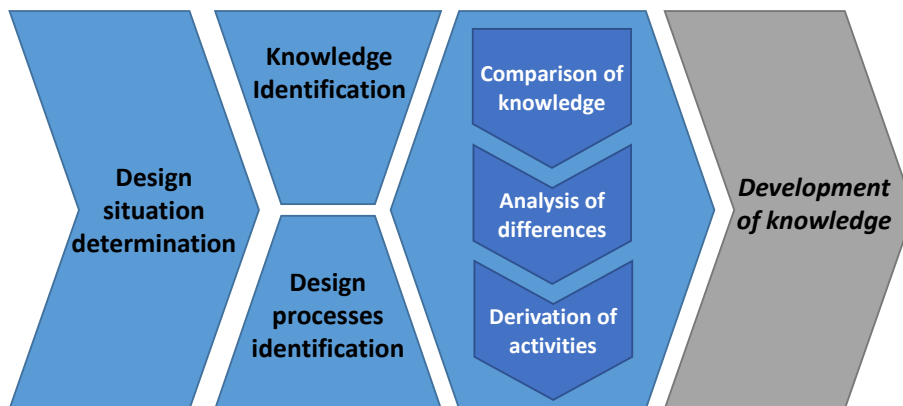 Design
situation
determination
Knowledge
Identification
Design
processes
identification
Comparison of
knowledge
Analysis of
differences
Derivation of
activities
Development
of knowledge